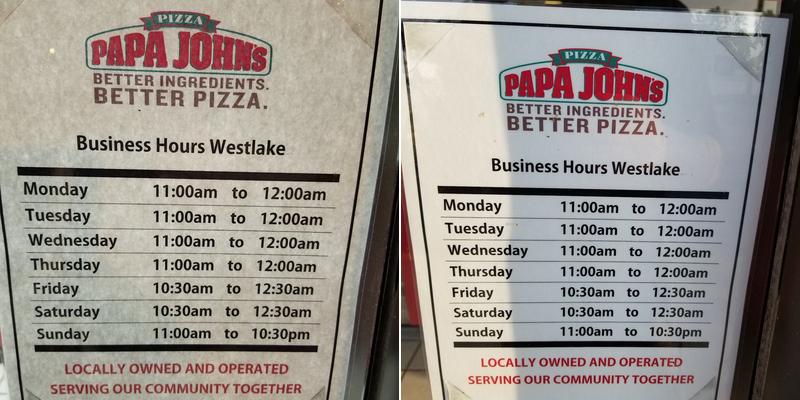 PIZZA
PAPA JOHN'S
BETTER INGREDIENTS.
BETTER PIZZA.
Business Hours Westlake
Monday 11:00am to 12:00am
Tuesday 11:00am to 12:00am
Wednesday 11:00am to 12:00am
Thursday 11:00am to 12:00am
Friday 10:30am to 12:30am
Saturday 10:30am to 12:30am
Sunday 11:00am to 10:30pm
LOCALLY OWNED AND OPERATED
SERVING OUR COMMUNITY TOGETHER
PIZZA
PAPA JOHN'S
BETTER INGREDIENTS.
BETTER PIZZA.
Business Hours Westlake
Monday 11:00am to 12:00am
Tuesday 11:00am to 12:00am
Wednesday 11:00am to 12:00am
Thursday 11:00am to 12:00am
Friday 10:30am to 12:30am
Saturday 10:30am to 12:30am
Sunday 11:00am to 10:30pm
LOCALLY OWNED AND OPERATED
SERVING OUR COMMUNITY TOGETHER